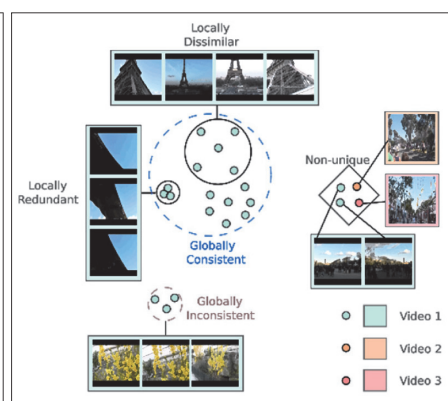 Locally
Dissimilar
Non-unique
Locally
Redundant
Globally
Consistent
Globally
Inconsistent
Video 1
Video 2
Video 3